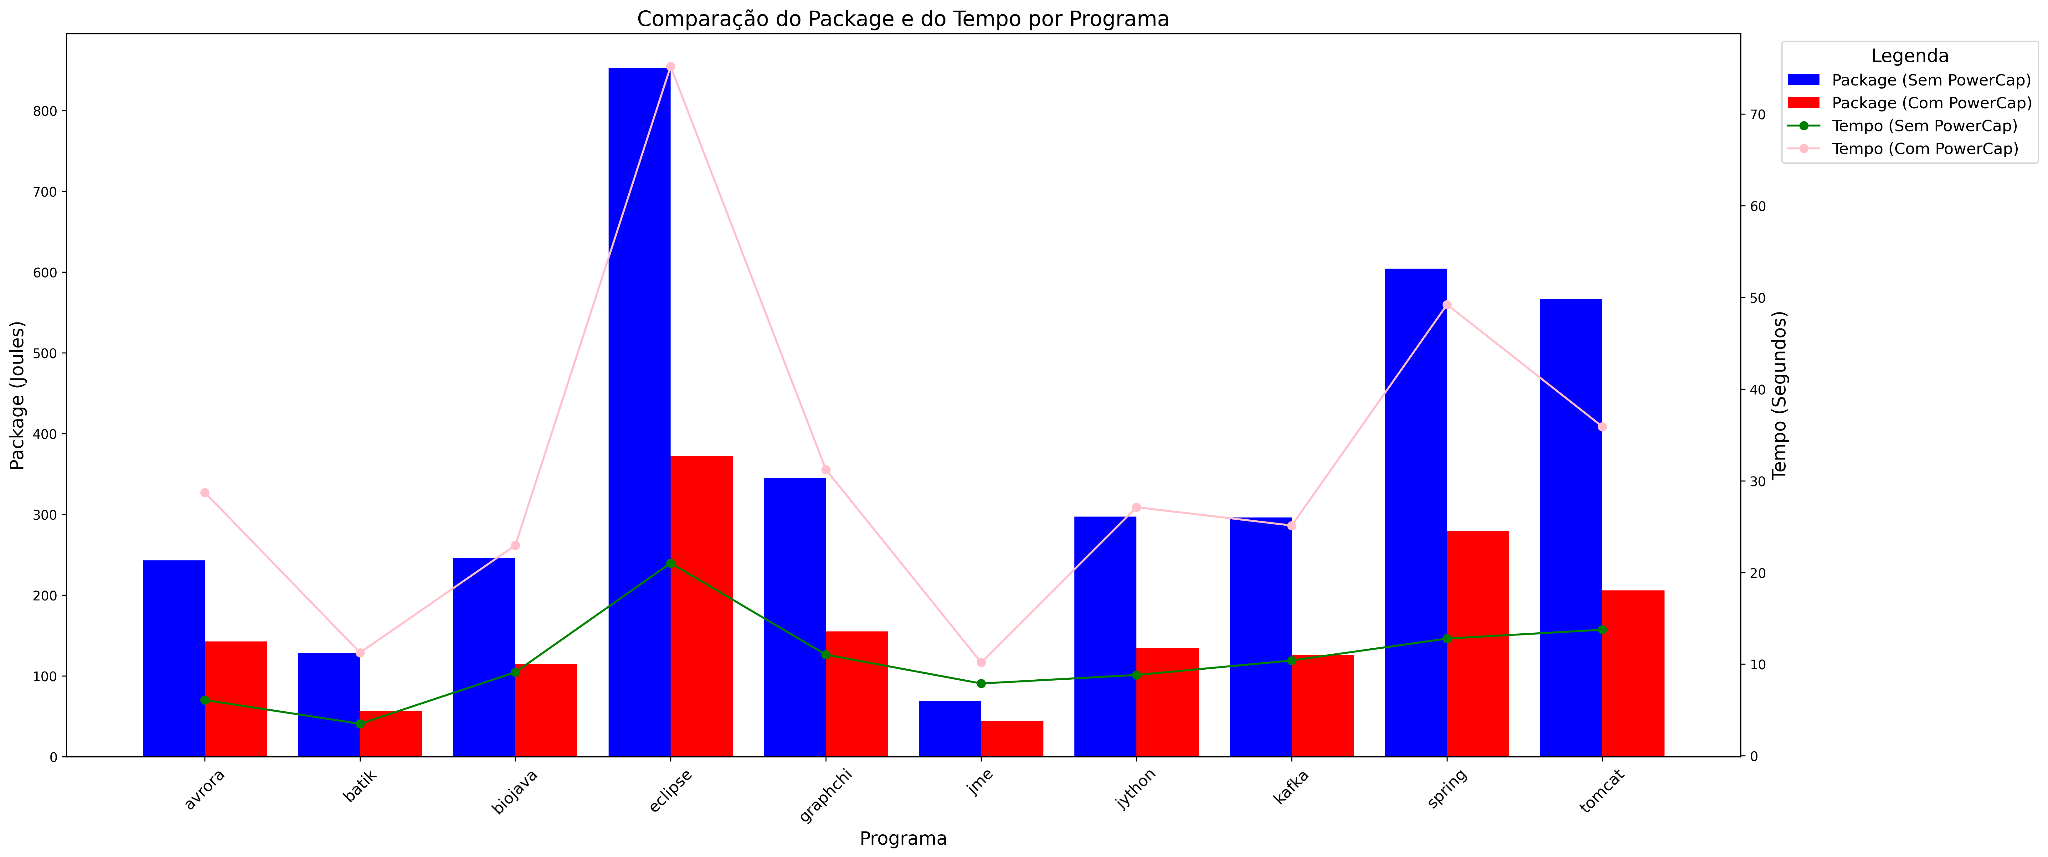 Comparação do Package e do Tempo por Programa
Legenda
Package (Sem PowerCap)
Package (Com PowerCap)
Tempo (Sem PowerCap)
Tempo (Com PowerCap)
Package (Joules)
800
700
600
500
400
300
200
100
0
Tempo (Segundos)
70
60
50
40
30
20
10
0
avrora
batik
biojava
eclipse
graphchi
jme
jython
kafka
spring
tomcat
Programa